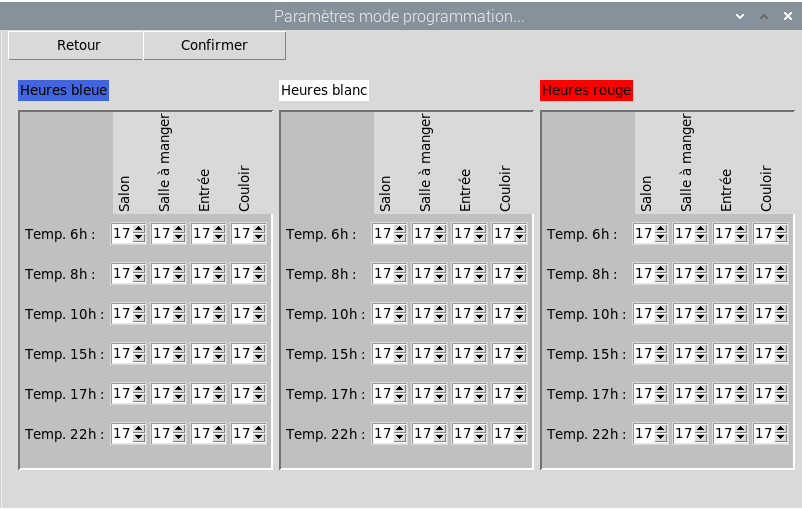 Paramètres mode programmation...
Retour Confirmer
Heures bleue Heures blanc Heures rouge
Salon Salle à manger Entrée Couloir Salon Salle à manger Entrée Couloir Salon Salle à manger Entrée Couloir
Temp. 6h : 17 17 17 17 Temp. 6h : 17 17 17 17 Temp. 6h : 17 17 17 17
Temp. 8h : 17 17 17 17 Temp. 8h : 17 17 17 17 Temp. 8h : 17 17 17 17
Temp. 10h : 17 17 17 17 Temp. 10h : 17 17 17 17 Temp. 10h : 17 17 17 17
Temp. 15h : 17 17 17 17 Temp. 15h : 17 17 17 17 Temp. 15h : 17 17 17 17
Temp. 17h : 17 17 17 17 Temp. 17h : 17 17 17 17 Temp. 17h : 17 17 17 17
Temp. 22h : 17 17 17 17 Temp. 22h : 17 17 17 17 Temp. 22h : 17 17 17 17